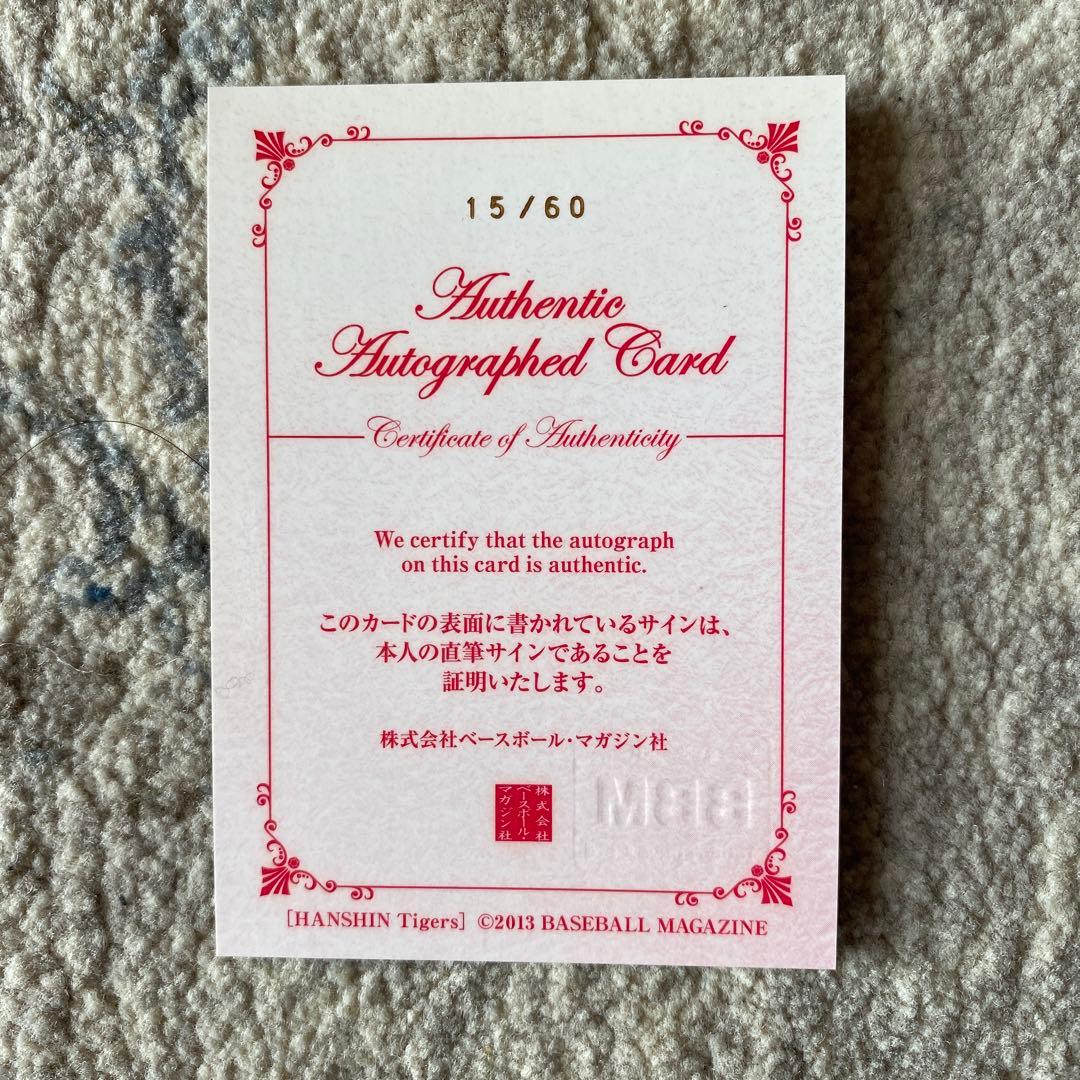 15/60
Authentic
Autographed Card
Certificate of Authenticity
We certify that the autograph
on this card is authentic.
このカードの表面に書かれているサインは、
本人の直筆サインであることを
証明いたします。
株式会社ベースボール・マガジン社
株式会社
ベースボール・
マガジン社
[HANSHIN Tigers] ©2013 BASEBALL MAGAZINE